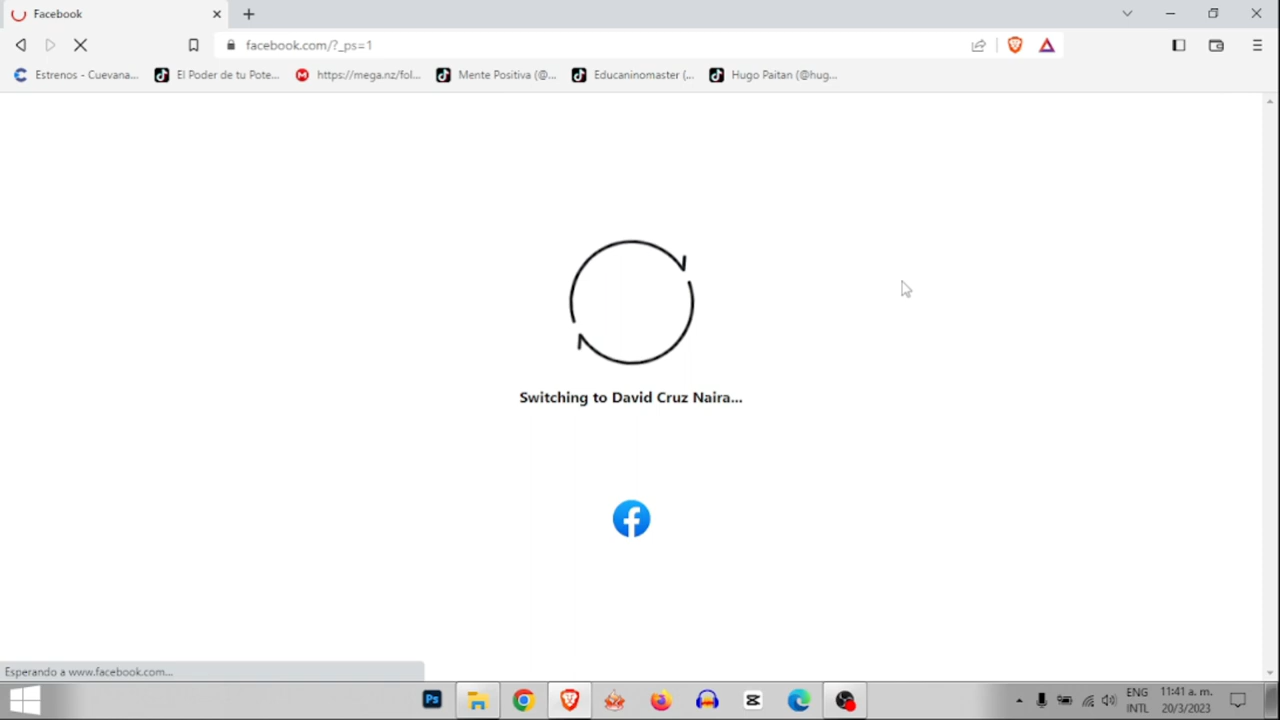 Facebook
facebook.com/?_ps=1
Estrenos - Cuevana... El Poder de tu Pote... https://mega.nz/fol... Mente Positiva (@... Educaninomaster (... Hugo Paitan (@hug...
Switching to David Cruz Naira...
Esperando a www.facebook.com...
Ps
ENG 11:41 a. m.
INTL 20/3/2023